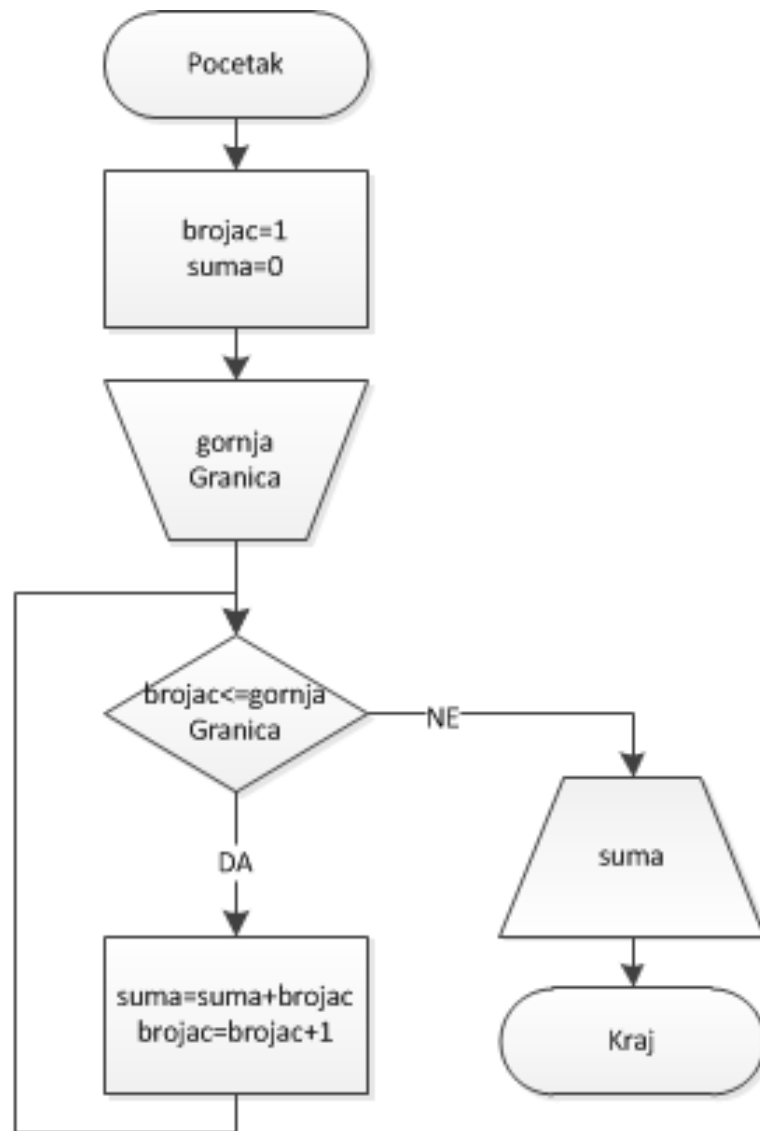 Pocetak
brojac=1
suma=0
gornja
Granica
brojac<=gornja
Granica
NE
DA
suma
suma=suma+brojac
brojac=brojac+1
Kraj